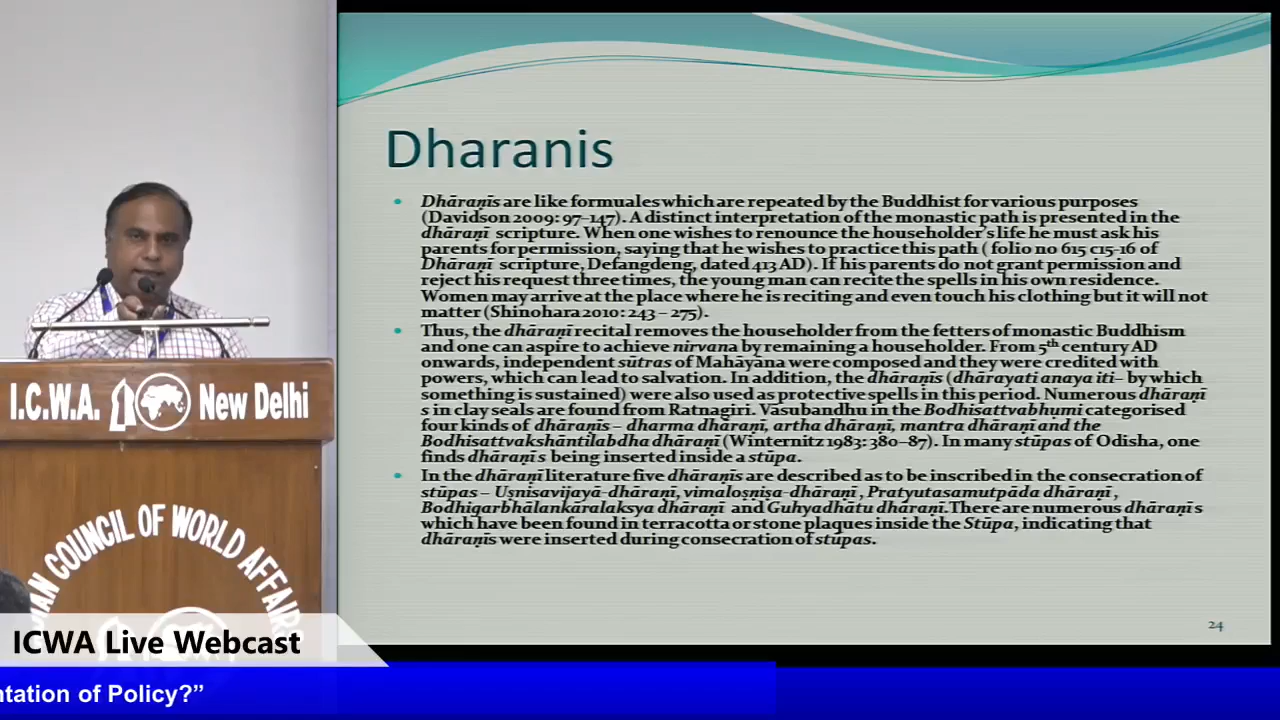 Dharanis
Dhāraṇīs are like formuales which are repeated by the Buddhist for various purposes
(Davidson 2009: 97–147). A distinct interpretation of the monastic path is presented in the
dhāraṇī scripture. When one wishes to renounce the householder's life he must ask his
parents for permission, saying that he wishes to practice this path ( folio no 615 c15-16 of
Dhāraṇī scripture, Defangdeng, dated 413 AD). If his parents do not grant permission and
reject his request three times, the young man can recite the spells in his own residence.
Women may arrive at the place where he is reciting and even touch his clothing but it will not
matter (Shinohara 2010: 243 – 275).
Thus, the dhāraṇī recital removes the householder from the fetters of monastic Buddhism
and one can aspire to achieve nirvana by remaining a householder. From 5th century AD
onwards, independent sūtras of Mahāyāna were composed and they were credited with
powers, which can lead to salvation. In addition, the dhāraṇīs (dhārayati anaya iti– by which
something is sustained) were also used as protective spells in this period. Numerous dhāraṇī
s in clay seals are found from Ratnagiri. Vasubandhu in the Bodhisattvabhụmi categorised
four kinds of dhāraṇīs – dharma dhāraṇī, artha dhāraṇī, mantra dhāraṇī and the
Bodhisattvakshāntilabdha dhāraṇī (Winternitz 1983: 380–87). In many stūpas of Odisha, one
finds dhāraṇī s being inserted inside a stūpa.
In the dhāraṇī literature five dhāraṇīs are described as to be inscribed in the consecration of
stūpas – Uṣnisavijayā-dhāraṇī, vimaloṣṇiṣa-dhāraṇī , Pratyutasamutpāda dhāraṇī ,
Bodhigarbhālankāralaksya dhāraṇī and Guhyadhātu dhāraṇī.There are numerous dhāraṇī s
which have been found in terracotta or stone plaques inside the Stūpa, indicating that
dhāraṇīs were inserted during consecration of stūpas.
24
I.C.W.A. New Delhi
COUNCIL OF WORLD AFFAIRS
ICWA Live Webcast
ntation of Policy?”